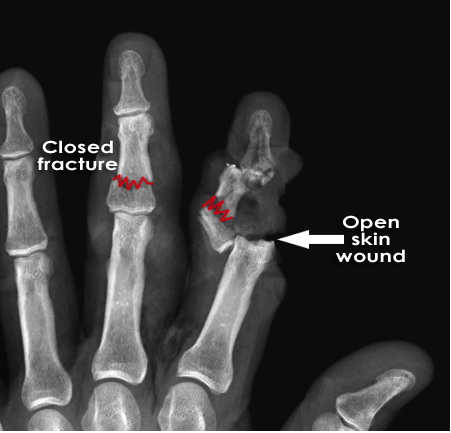 Closed
fracture
Open
skin
wound